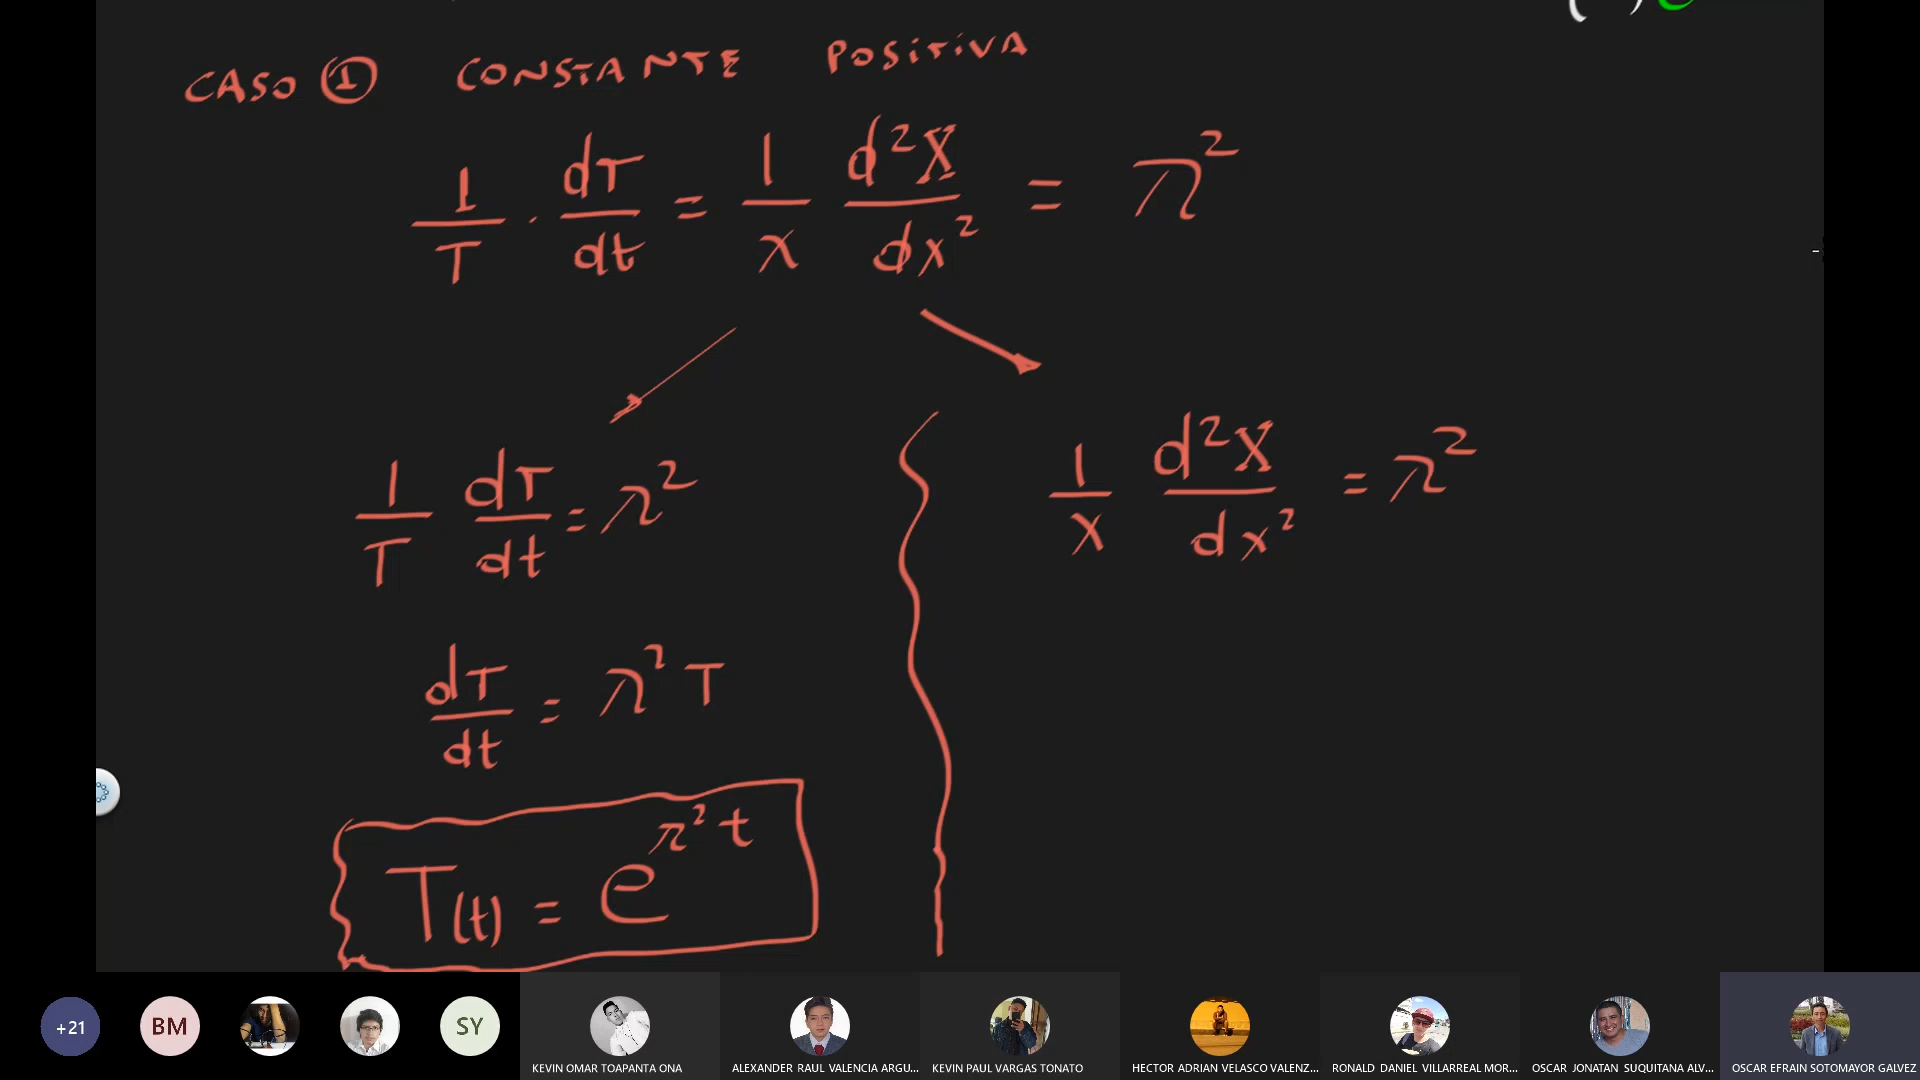 CASO ① CONSTANTE POSITIVA
1/T · dT/dt = 1/X d²X/dx² = λ²
1/T dT/dt = λ²
1/X d²X/dx² = λ²
dT/dt = λ² T
T(t) = e^λ² t
+21
BM
SY
KEVIN OMAR TOAPANTA ONA
ALEXANDER RAUL VALENCIA ARGU...
KEVIN PAUL VARGAS TONATO
HECTOR ADRIAN VELASCO VALENZ...
RONALD DANIEL VILLARREAL MOR...
OSCAR JONATAN SUQUITANA ALV...
OSCAR EFRAIN SOTOMAYOR GALVEZ